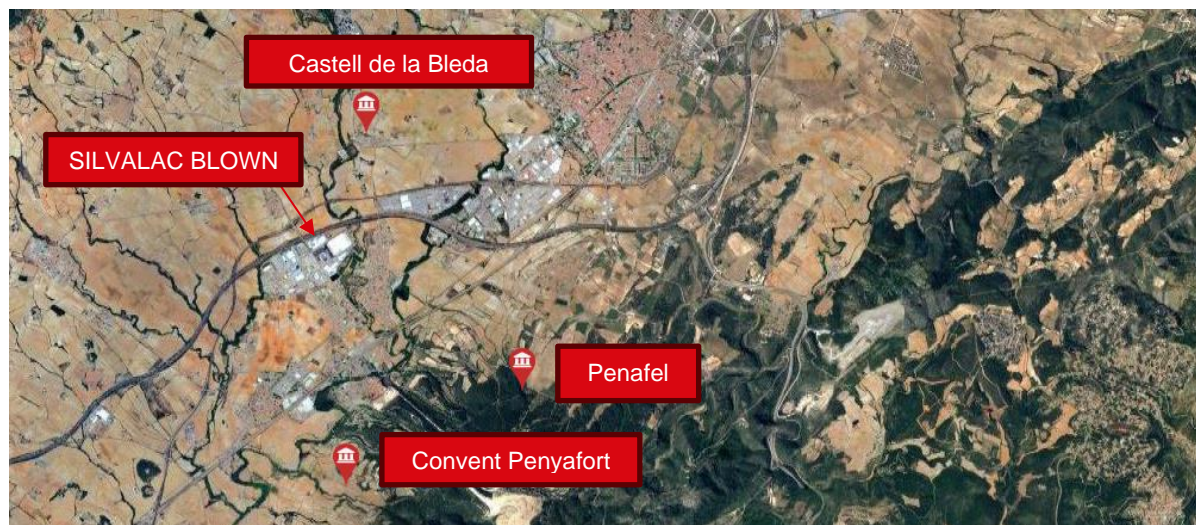 Castell de la Bleda
SILVALAC BLOWN
Penafel
Convent Penyafort